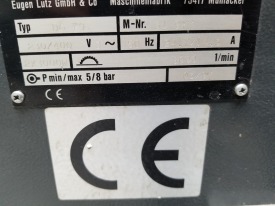 Eugen Lutz GmbH & Co Maschinenfabrik 75417 Mühlacker
Typ M-Nr.
V ~ Hz A
1/min
P min/max 5/8 bar
CE
CE